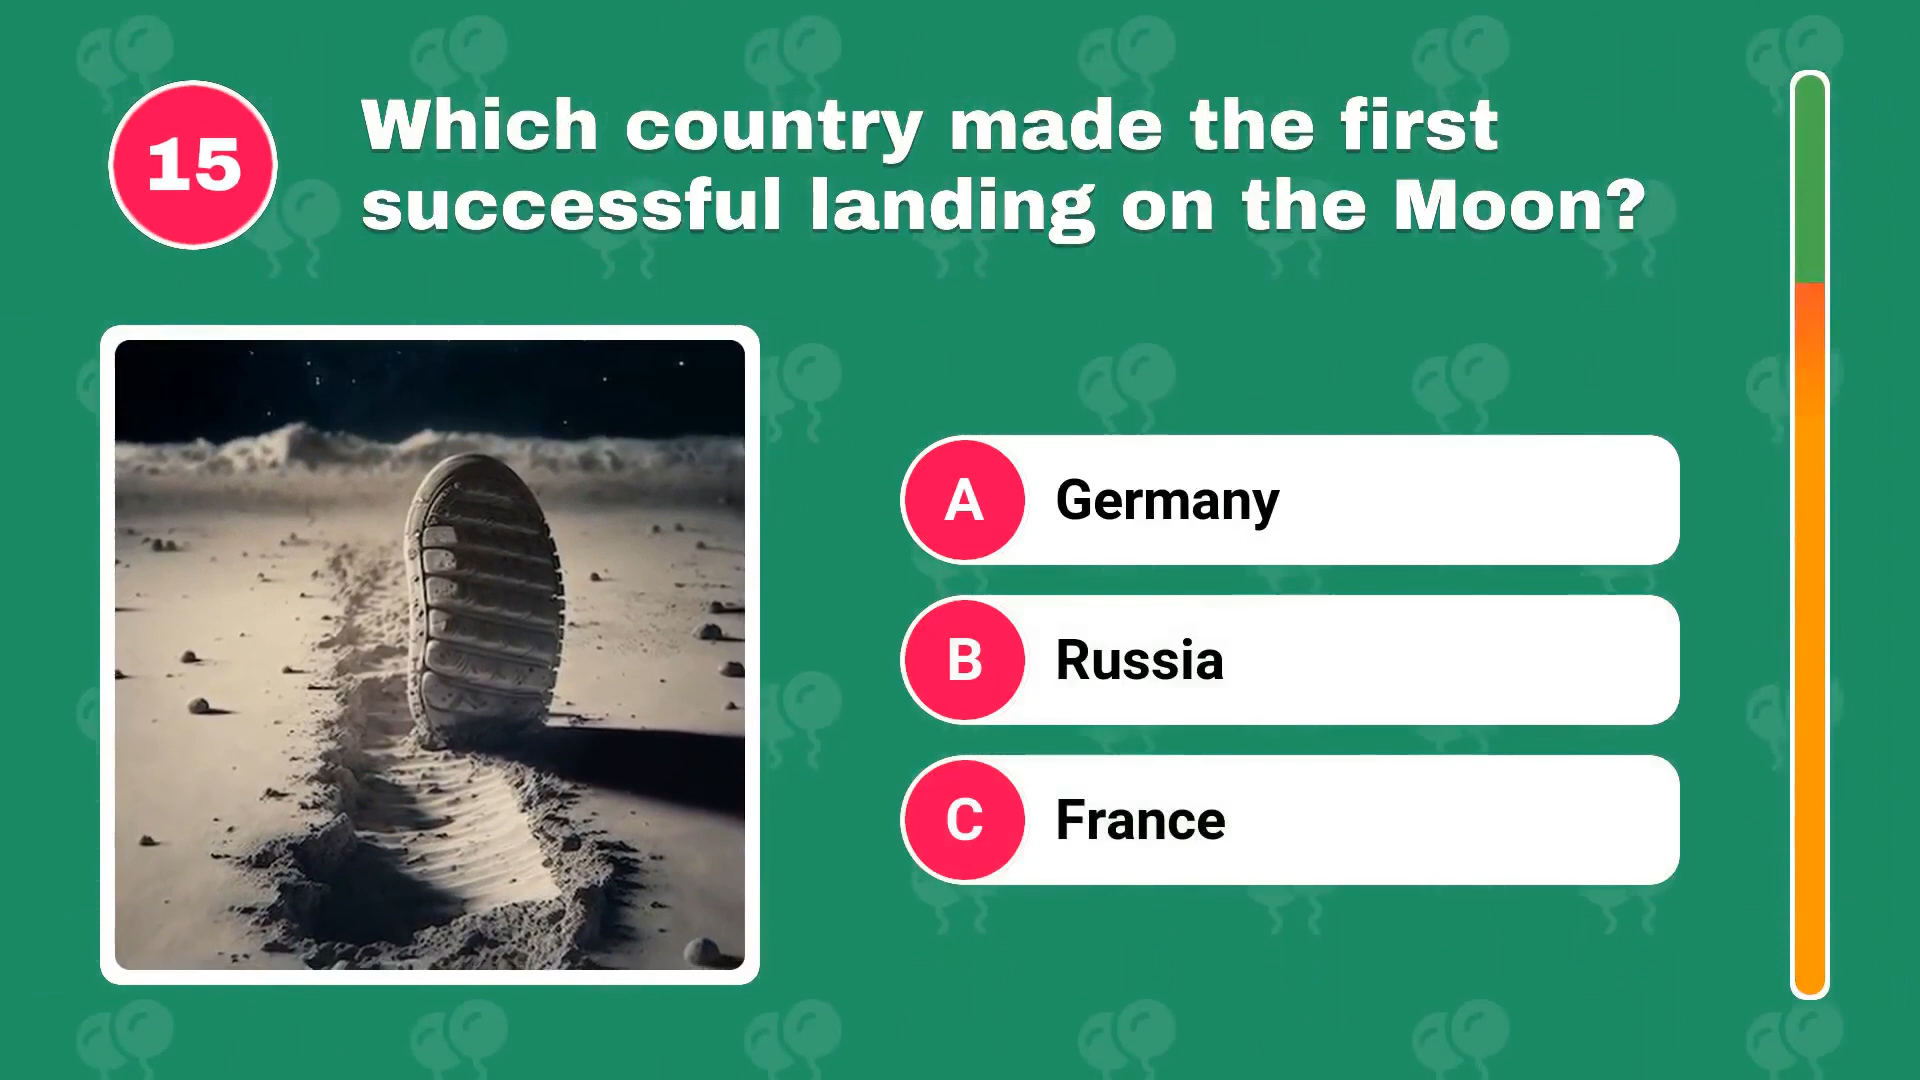 15
Which country made the first
successful landing on the Moon?
A Germany
B Russia
C France